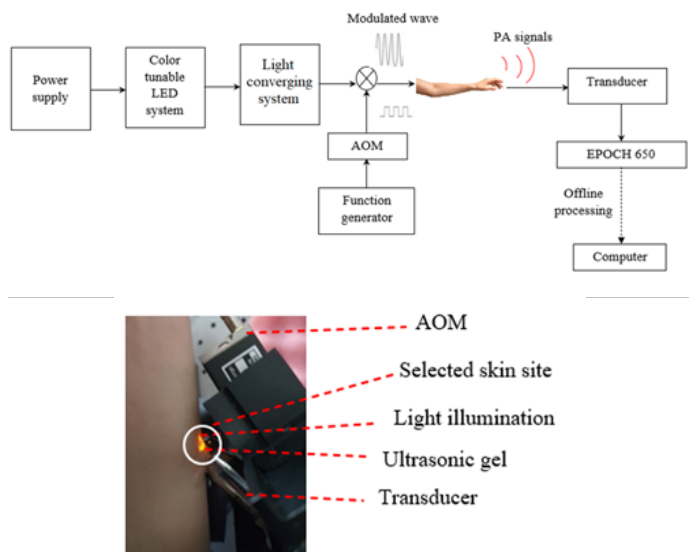 Modulated wave
PA signals
Power
supply
Color
tunable
LED
system
Light
converging
system
Transducer
AOM
EPOCH 650
Function
generator
Offline
processing
Computer
AOM
Selected skin site
Light illumination
Ultrasonic gel
Transducer